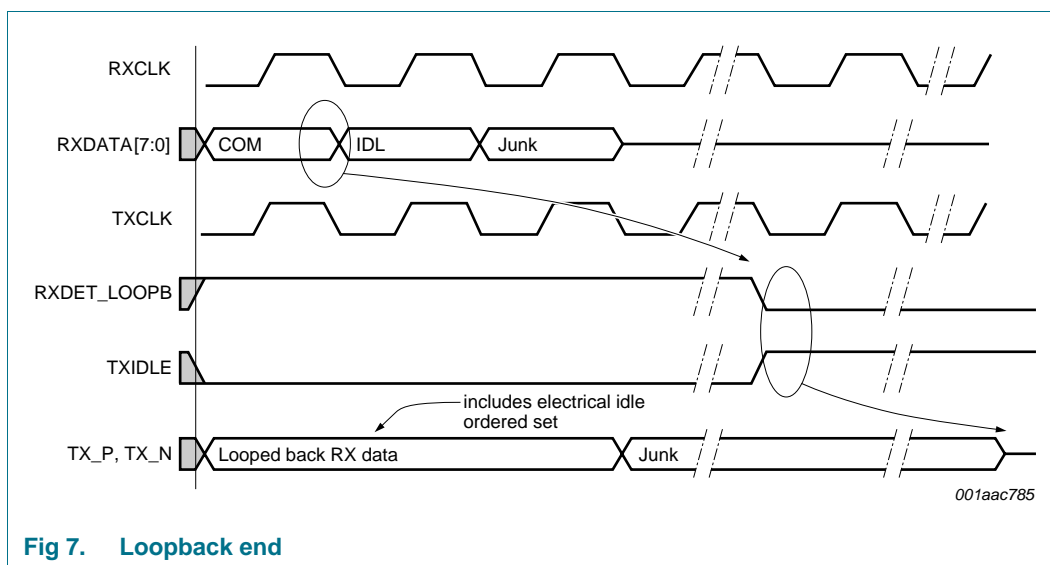 RXCLK
RXDATA[7:0]
COM
IDL
Junk
TXCLK
RXDET_LOOPB
TXIDLE
includes electrical idle
ordered set
TX_P, TX_N
Looped back RX data
Junk
001aac785
Fig 7. Loopback end